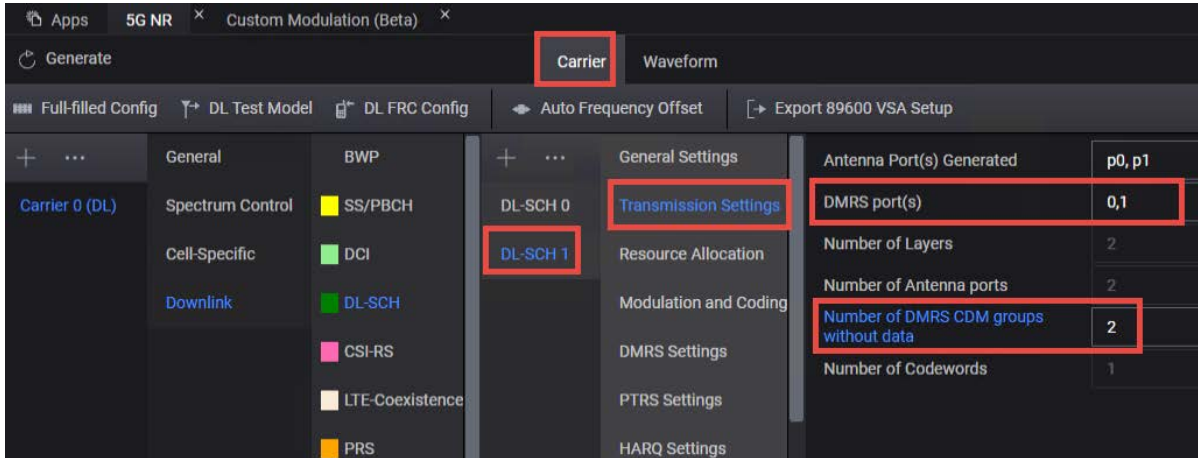 Apps 5G NR × Custom Modulation (Beta) ×
Generate Carrier Waveform
Full-filled Config DL Test Model DL FRC Config Auto Frequency Offset Export 89600 VSA Setup
+ ...
Carrier 0 (DL)
General
Spectrum Control
Cell-Specific
Downlink
BWP
SS/PBCH
DCI
DL-SCH
CSI-RS
LTE-Coexistence
PRS
+ ...
DL-SCH 0
DL-SCH 1
General Settings
Transmission Settings
Resource Allocation
Modulation and Coding
DMRS Settings
PTRS Settings
HARQ Settings
Antenna Port(s) Generated p0, p1
DMRS port(s) 0,1
Number of Layers 2
Number of Antenna ports 2
Number of DMRS CDM groups
without data 2
Number of Codewords 1